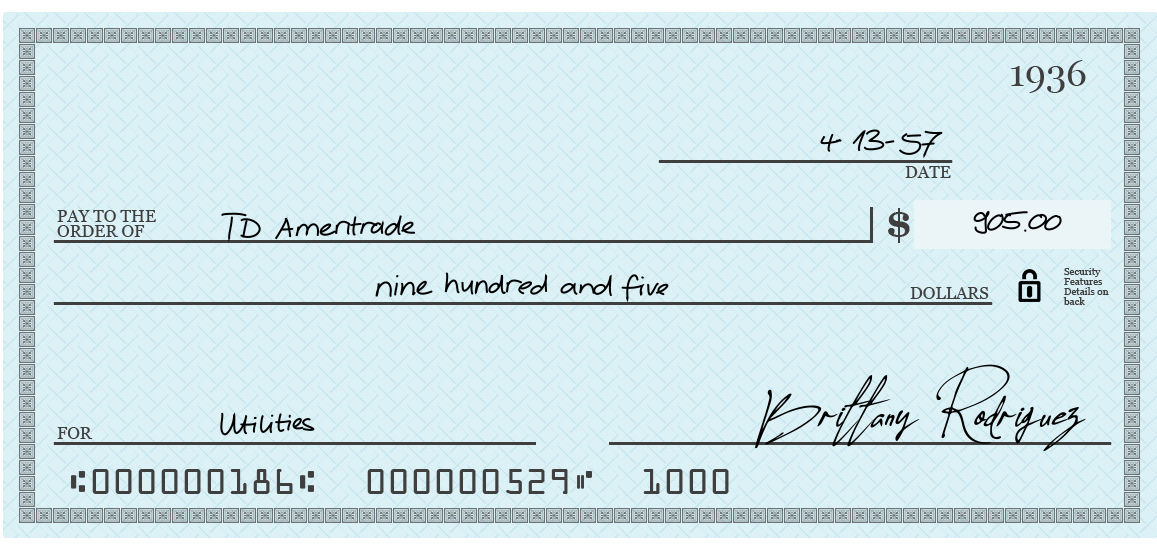 1936
4 13-57
DATE
PAY TO THE
ORDER OF TD Ameritrade $ 905.00
nine hundred and five DOLLARS
Security
Features
Details on
back
FOR Utilities Brittany Rodriguez
⑆000000186⑆ 000000529⑈ 1000